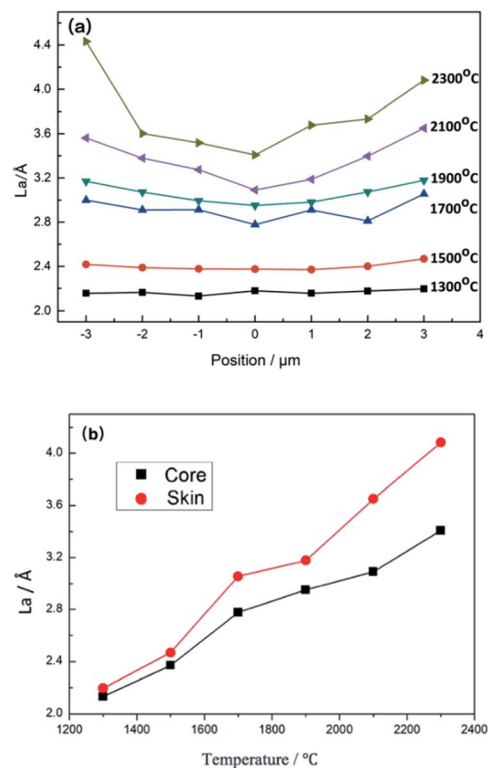 (a)
4.4
4.0
3.6
3.2
2.8
2.4
2.0
La/Å
2300°C
2100°C
1900°C
1700°C
1500°C
1300°C
-3 -2 -1 0 1 2 3 4
Position / μm
(b)
Core
Skin
4.0
3.6
3.2
2.8
2.4
2.0
La / Å
1200 1400 1600 1800 2000 2200 2400
Temperature / °C